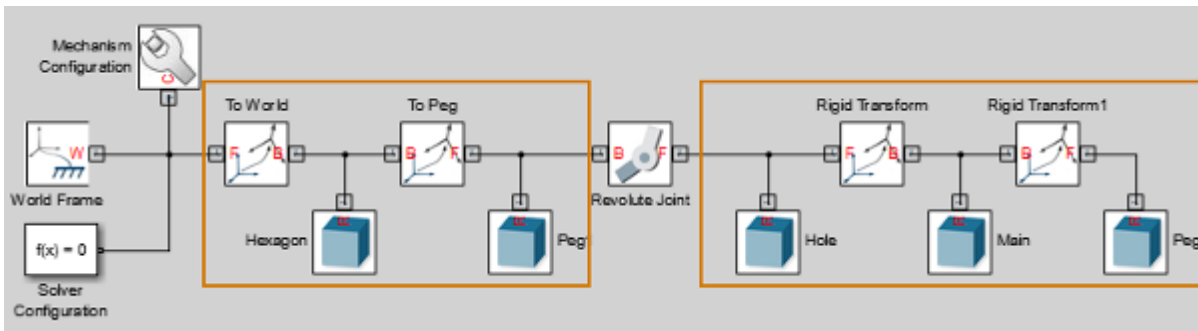 Mechanism
Configuration
C
To World
To Peg
Rigid Transform
Rigid Transform1
W
F
B
B
F
B
F
F
B
B
F
World Frame
Revolute Joint
f(x) = 0
Hexagon
Peg1
Hole
Main
Peg
Solver
Configuration